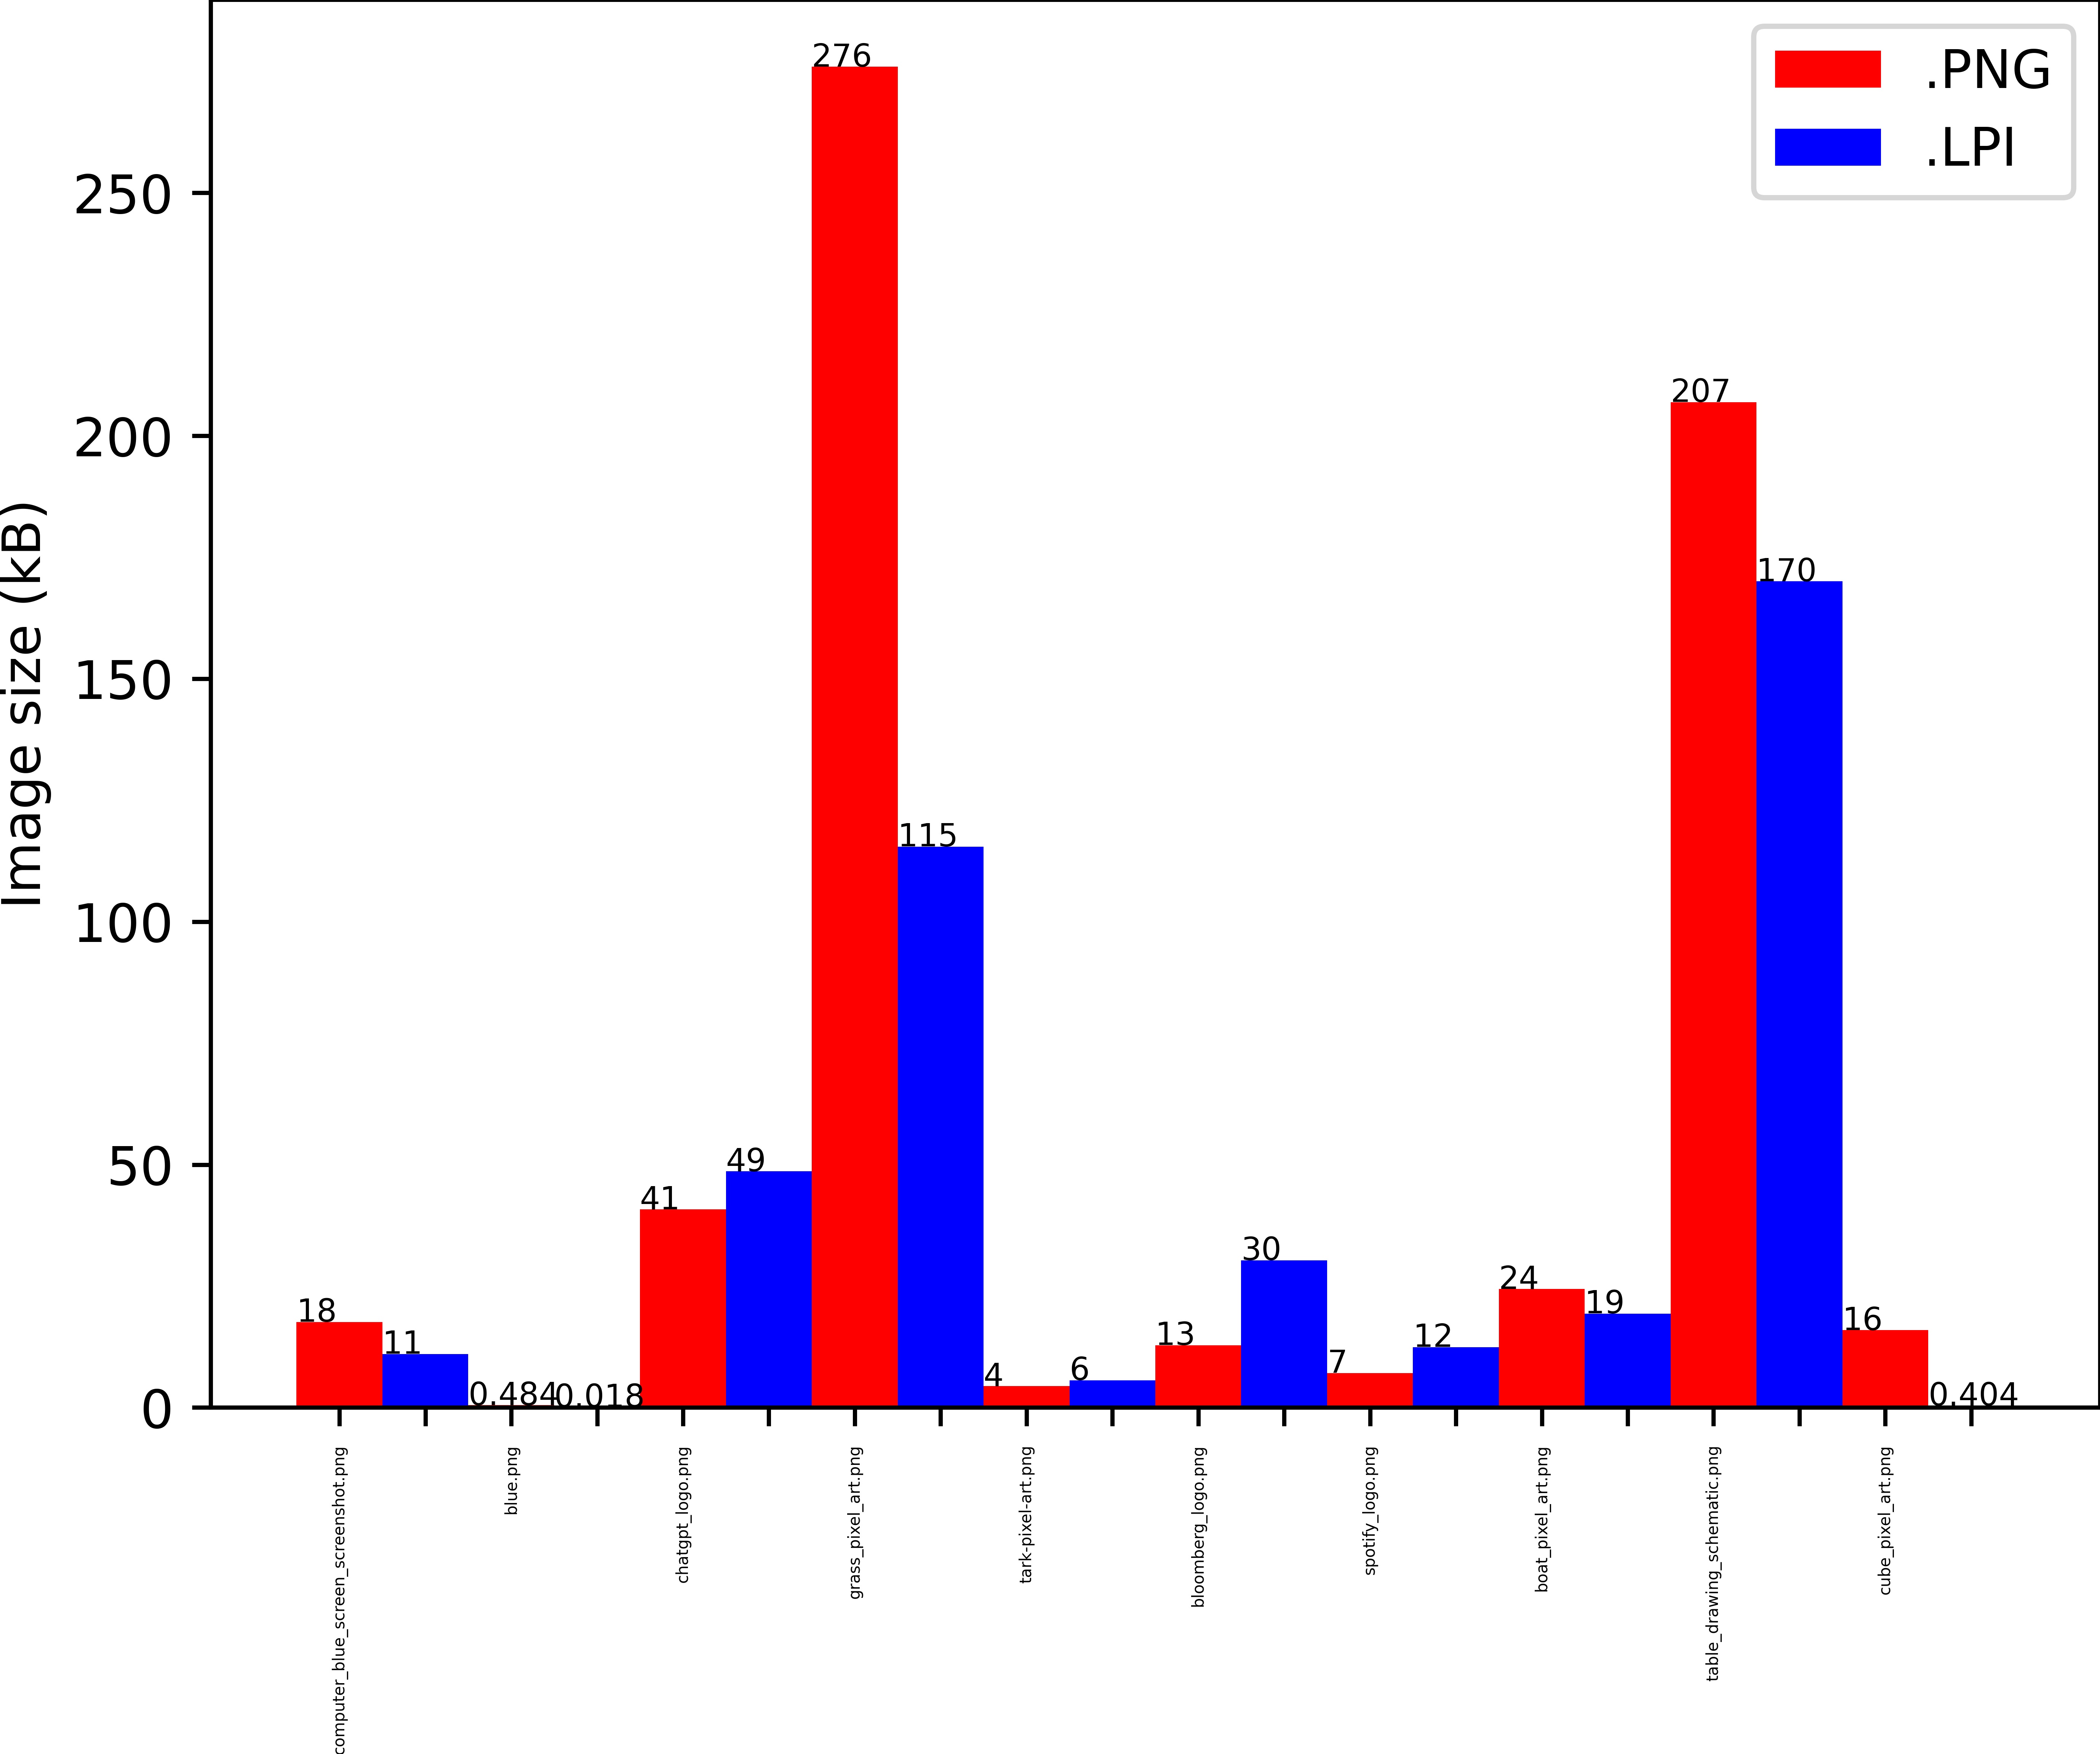 .PNG
.LPI
Image size (kB)
250
200
150
100
50
0
18
11
0.484
0.018
41
49
276
115
4
6
13
30
7
12
24
19
207
170
16
0.404
computer_blue_screen_screenshot.png
blue.png
chatgpt_logo.png
grass_pixel_art.png
tark-pixel-art.png
bloomberg_logo.png
spotify_logo.png
boat_pixel_art.png
table_drawing_schematic.png
cube_pixel_art.png